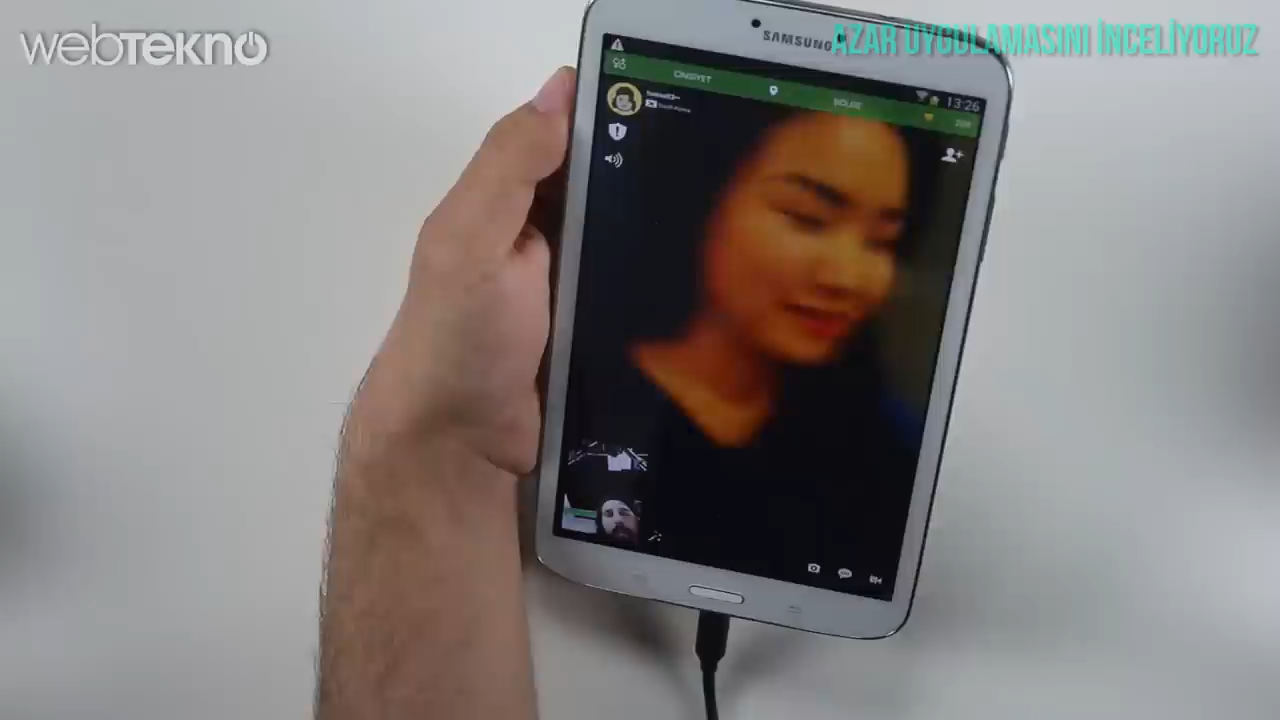 webTEKNO
AZAR UYGULAMASINI İNCELİYORUZ
SAMSUNG
13:26
CİNSİYET
BÖLGE